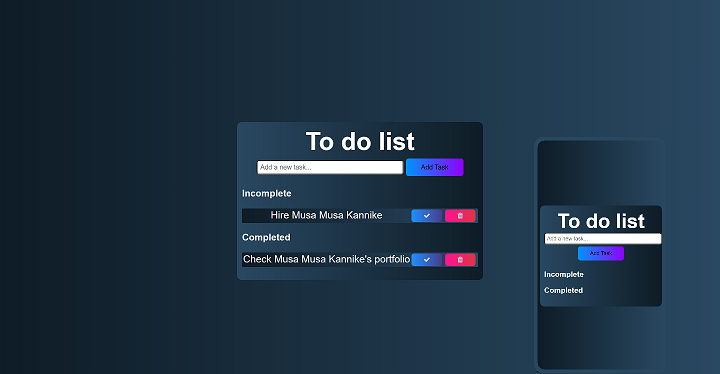 To do list
Add a new task...
Add Task
Incomplete
Hire Musa Musa Kannike
Completed
Check Musa Musa Kannike's portfolio
To do list
Add a new task...
Add Task
Incomplete
Completed